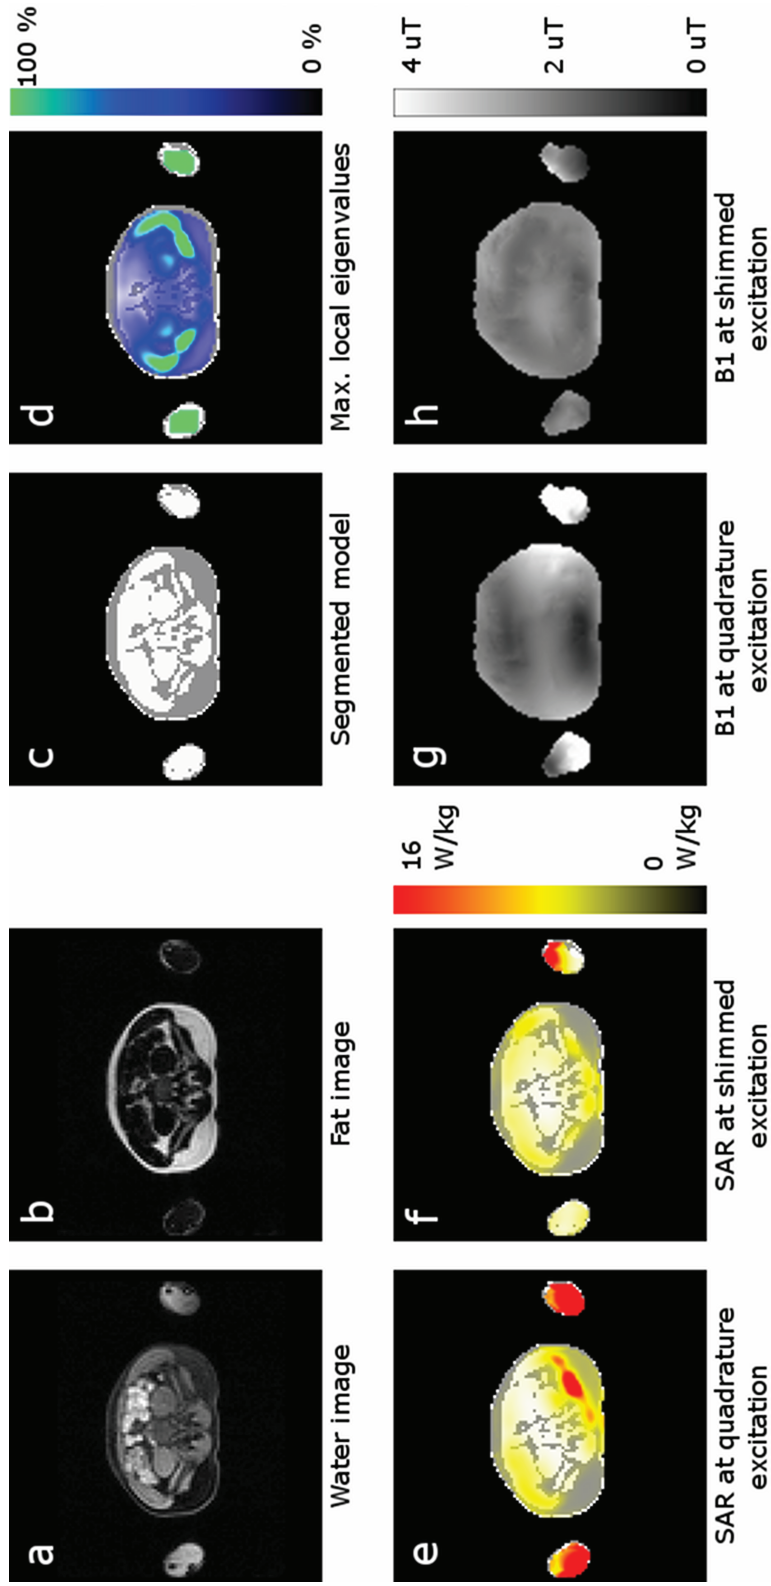 a
b
c
d
100 %
0 %
Water image
Fat image
Segmented model
Max. local eigenvalues
e
f
16
W/kg
0
W/kg
g
h
4 uT
2 uT
0 uT
SAR at quadrature
excitation
SAR at shimmed
excitation
B1 at quadrature
excitation
B1 at shimmed
excitation